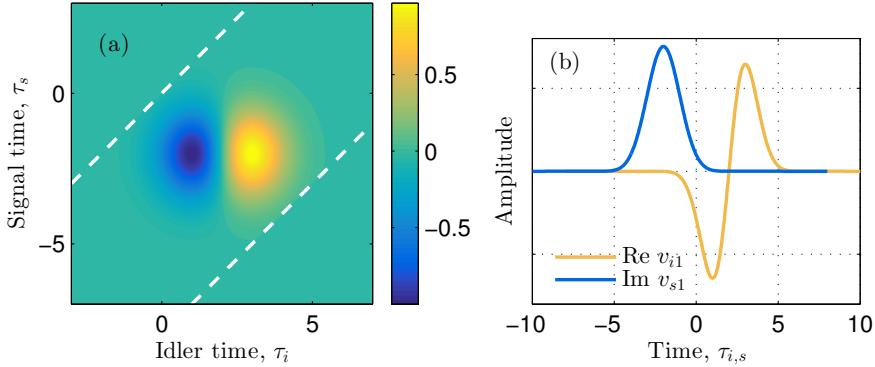 (a)
Signal time, τs
0
−5
0
5
Idler time, τi
0.5
0
−0.5
(b)
Amplitude
Re vi1
Im vs1
−10
−5
0
5
10
Time, τi,s